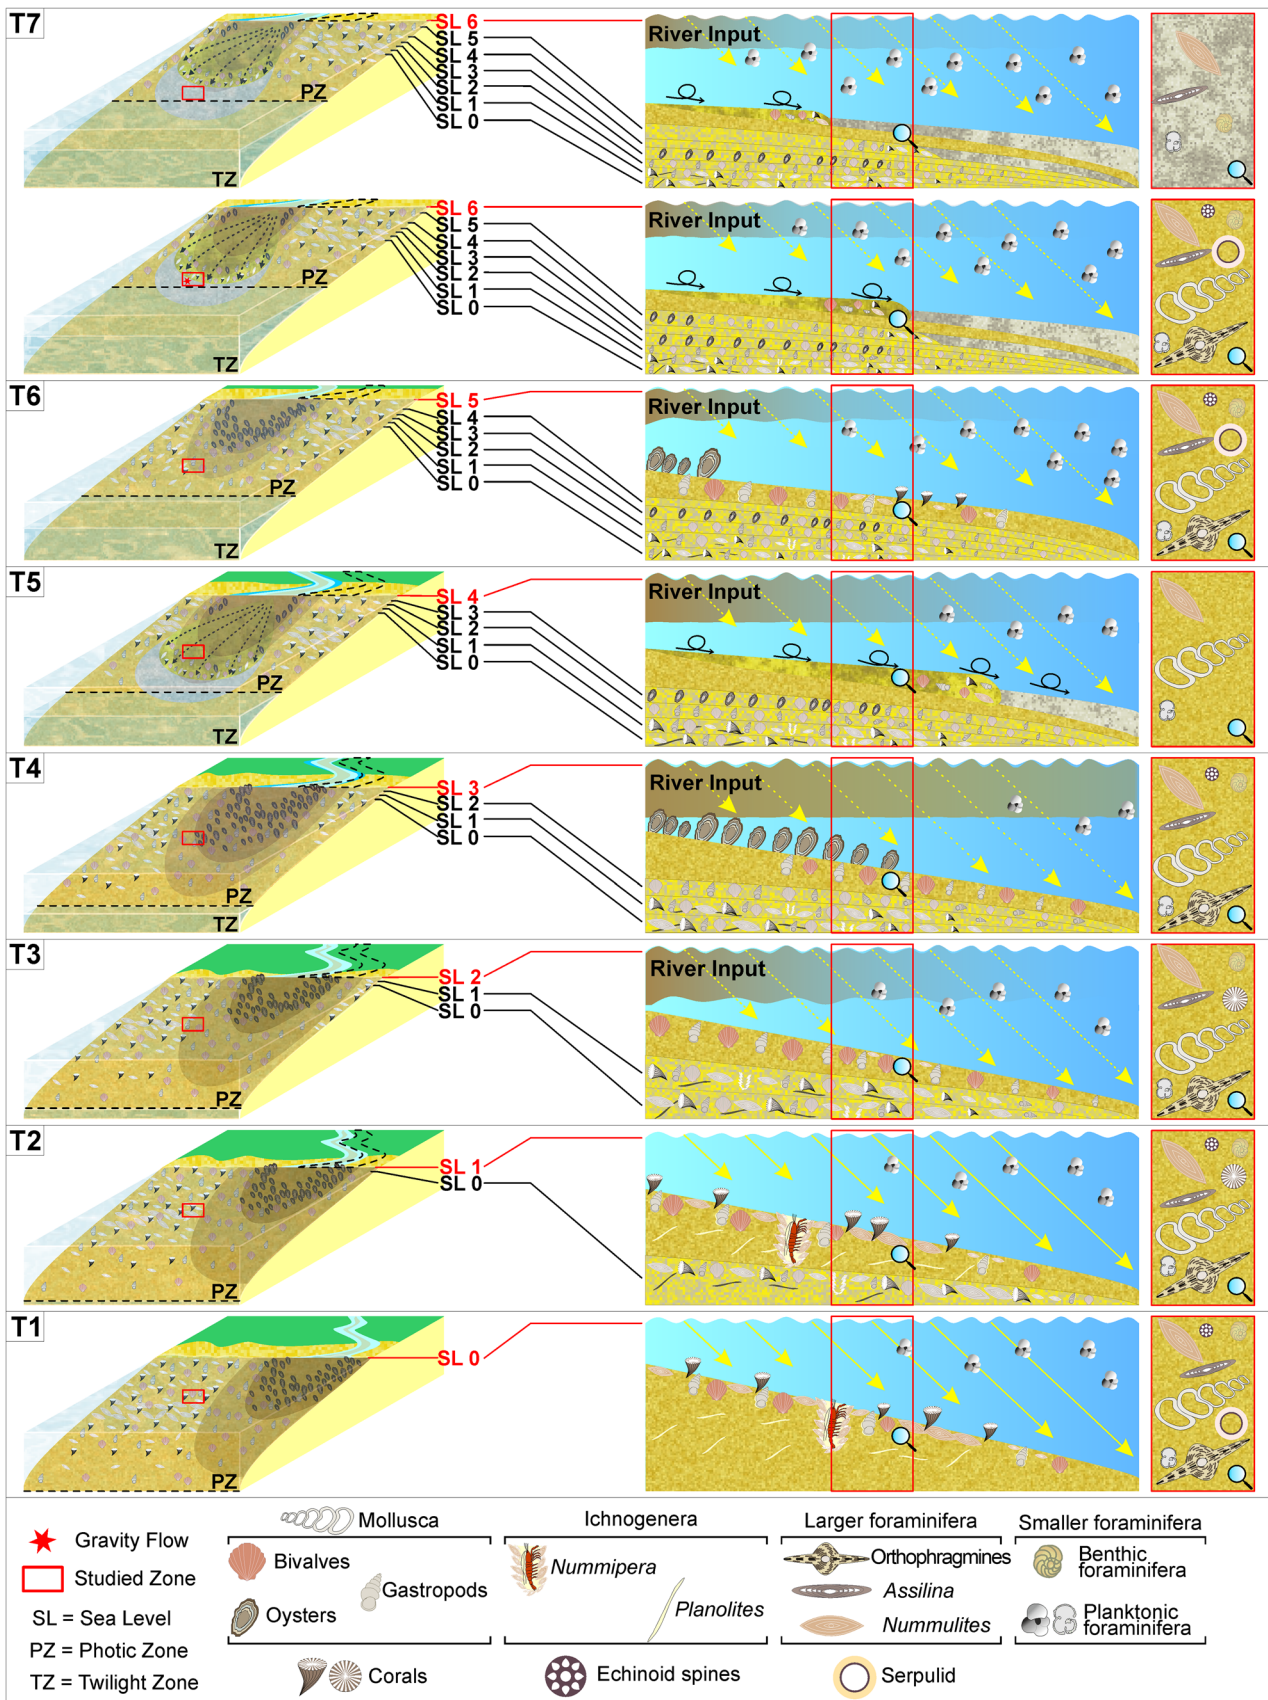 T7
SL 6
SL 5
SL 4
SL 3
SL 2
SL 1
SL 0
PZ
TZ
River Input
SL 6
SL 5
SL 4
SL 3
SL 2
SL 1
SL 0
PZ
TZ
River Input
T6
SL 5
SL 4
SL 3
SL 2
SL 1
SL 0
PZ
TZ
River Input
T5
SL 4
SL 3
SL 2
SL 1
SL 0
PZ
TZ
River Input
T4
SL 3
SL 2
SL 1
SL 0
PZ
TZ
River Input
T3
SL 2
SL 1
SL 0
PZ
River Input
T2
SL 1
SL 0
PZ
T1
SL 0
PZ
Gravity Flow
Studied Zone
SL = Sea Level
PZ = Photic Zone
TZ = Twilight Zone
Mollusca
Bivalves
Gastropods
Oysters
Ichnogenera
Nummipera
Planolites
Larger foraminifera
Orthophragmines
Assilina
Nummulites
Smaller foraminifera
Benthic
foraminifera
Planktonic
foraminifera
Corals
Echinoid spines
Serpulid